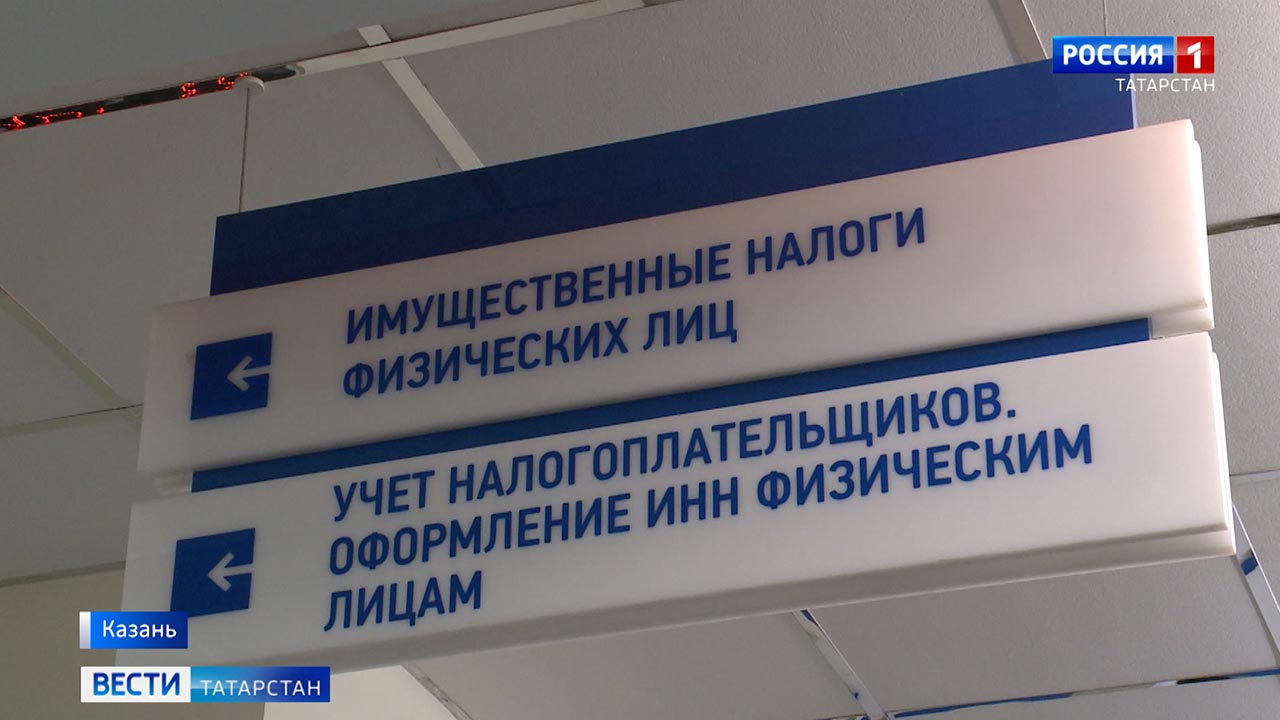 РОССИЯ 1
ТАТАРСТАН
ИМУЩЕСТВЕННЫЕ НАЛОГИ
ФИЗИЧЕСКИХ ЛИЦ
УЧЕТ НАЛОГОПЛАТЕЛЬЩИКОВ.
ОФОРМЛЕНИЕ ИНН ФИЗИЧЕСКИМ
ЛИЦАМ
Казань
ВЕСТИ ТАТАРСТАН